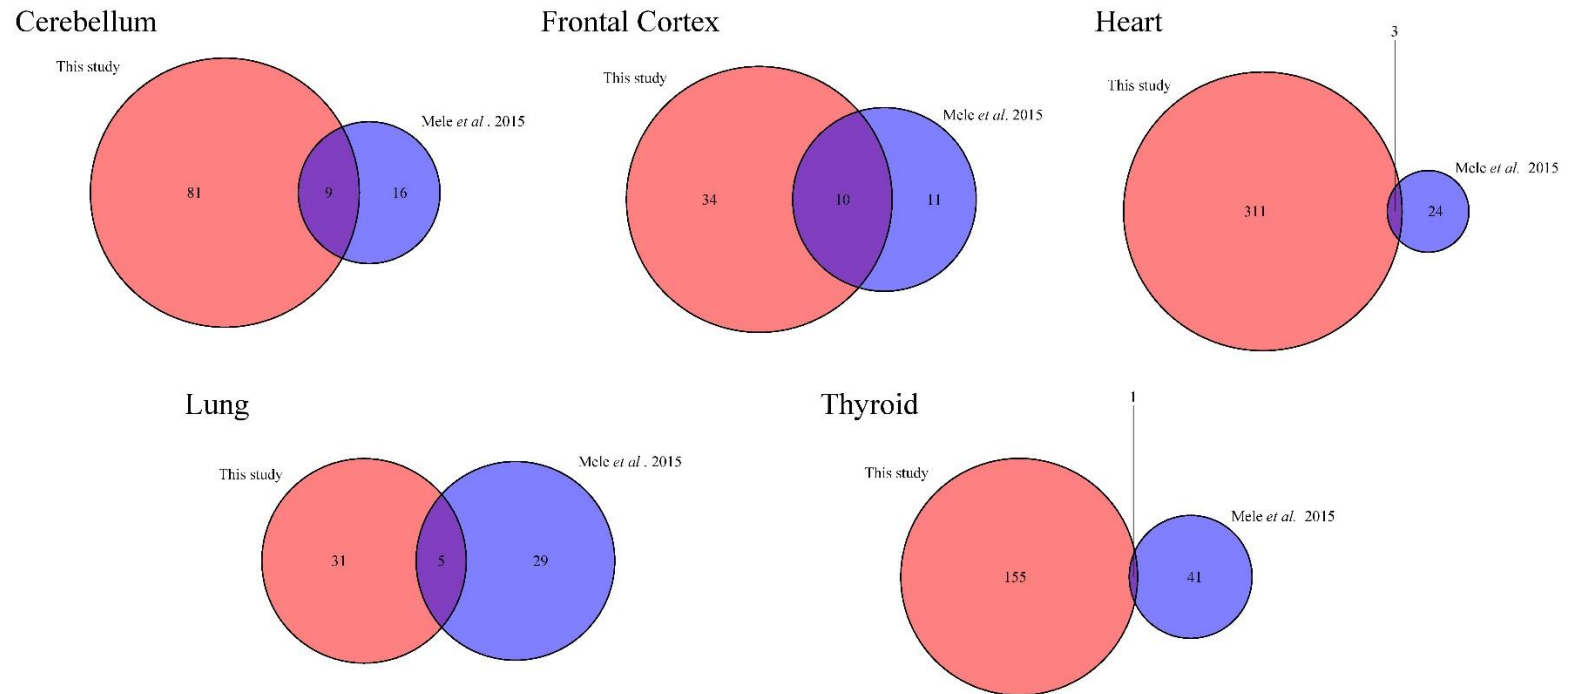 Cerebellum
This study
Mele et al . 2015
81
9
16
Frontal Cortex
This study
Mele et al. 2015
34
10
11
Heart
3
This study
Mele et al. 2015
311
24
Lung
This study
Mele et al . 2015
31
5
29
Thyroid
1
This study
Mele et al. 2015
155
41